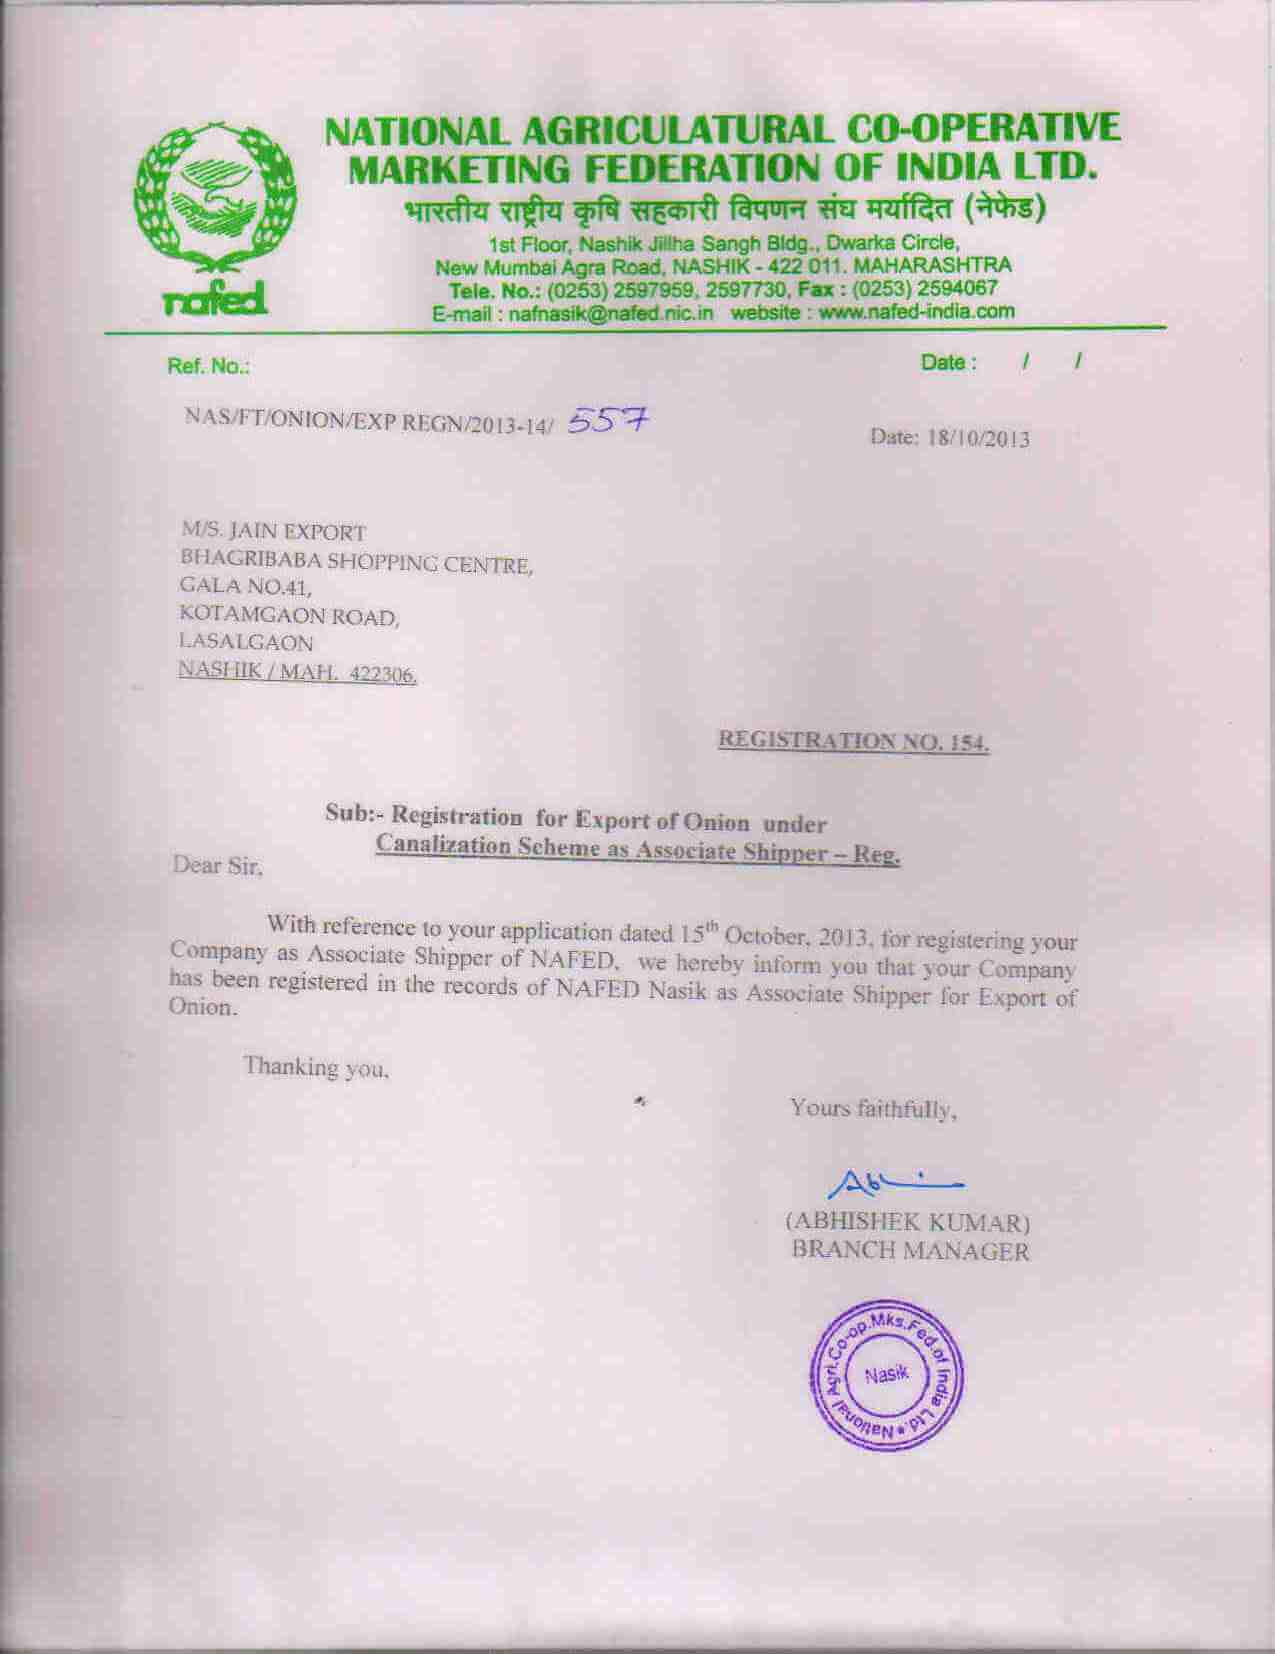 NATIONAL AGRICULATURAL CO-OPERATIVE
MARKETING FEDERATION OF INDIA LTD.
भारतीय राष्ट्रीय कृषि सहकारी विपणन संघ मर्यादित (नेफेड)
1st Floor, Nashik Jillha Sangh Bldg., Dwarka Circle,
New Mumbai Agra Road, NASHIK - 422 011. MAHARASHTRA
Tele. No.: (0253) 2597959, 2597730, Fax : (0253) 2594067
E-mail : nafnasik@nafed.nic.in website : www.nafed-india.com
nafed
Ref. No.:
Date : / /
NAS/FT/ONION/EXP REGN/2013-14/ 557
Date: 18/10/2013
M/S. JAIN EXPORT
BHAGRIBABA SHOPPING CENTRE,
GALA NO.41,
KOTAMGAON ROAD,
LASALGAON
NASHIK / MAH. 422306.
REGISTRATION NO. 154.
Sub:- Registration for Export of Onion under
Canalization Scheme as Associate Shipper – Reg.
Dear Sir,
With reference to your application dated 15th October, 2013, for registering your
Company as Associate Shipper of NAFED, we hereby inform you that your Company
has been registered in the records of NAFED Nasik as Associate Shipper for Export of
Onion.
Thanking you,
Yours faithfully,
(ABHISHEK KUMAR)
BRANCH MANAGER
National Agri.Co-op.Mks.Fed.of India Ltd.
Nasik